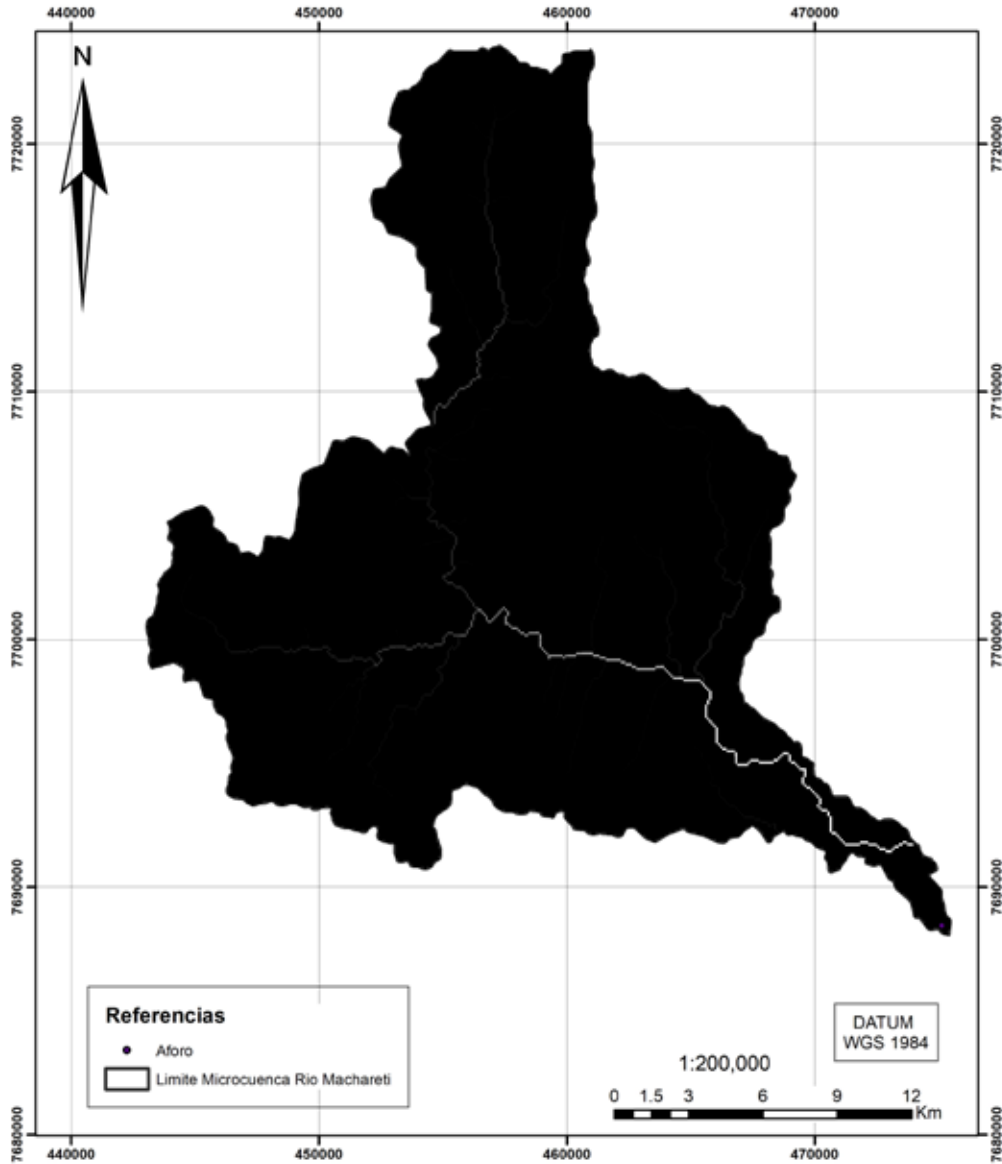 440000 450000 460000 470000
N
7720000 7720000
7710000 7710000
7700000 7700000
7690000 7690000
Referencias
Aforo
Limite Microcuenca Rio Machareti
DATUM
WGS 1984
1:200,000
0 1.5 3 6 9 12
Km
7680000 7680000
440000 450000 460000 470000